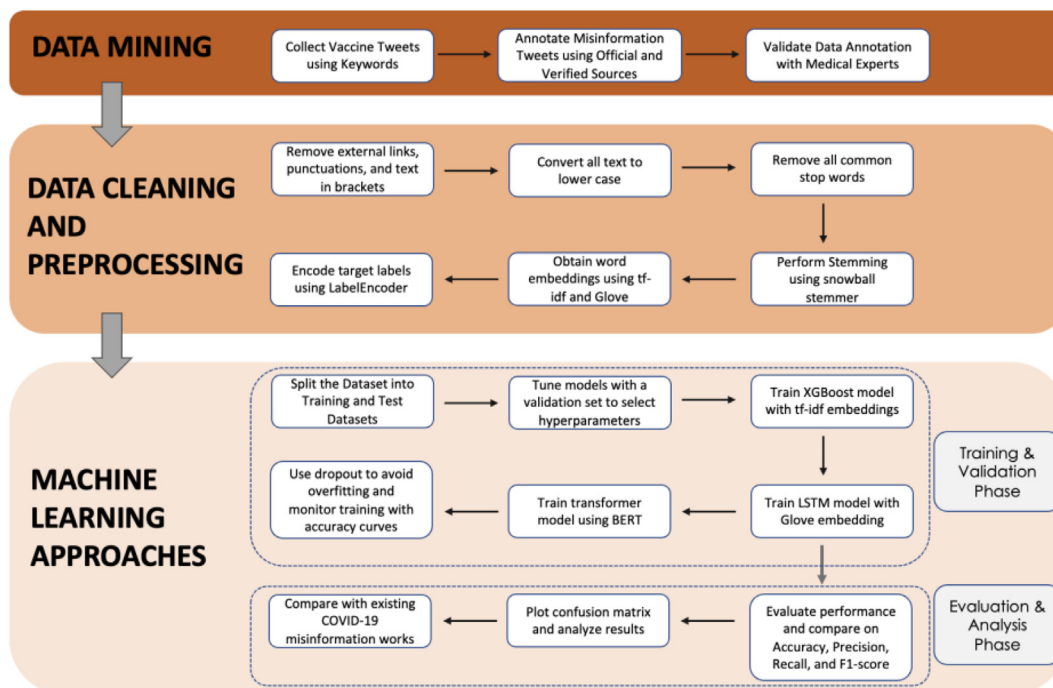 DATA MINING
Collect Vaccine Tweets
using Keywords
Annotate Misinformation
Tweets using Official and
Verified Sources
Validate Data Annotation
with Medical Experts
DATA CLEANING
AND
PREPROCESSING
Remove external links,
punctuations, and text
in brackets
Convert all text to
lower case
Remove all common
stop words
Perform Stemming
using snowball
stemmer
Obtain word
embeddings using tf-
idf and Glove
Encode target labels
using LabelEncoder
MACHINE
LEARNING
APPROACHES
Split the Dataset into
Training and Test
Datasets
Tune models with a
validation set to select
hyperparameters
Train XGBoost model
with tf-idf embeddings
Train LSTM model with
Glove embedding
Train transformer
model using BERT
Use dropout to avoid
overfitting and
monitor training with
accuracy curves
Training &
Validation
Phase
Evaluate performance
and compare on
Accuracy, Precision,
Recall, and F1-score
Plot confusion matrix
and analyze results
Compare with existing
COVID-19
misinformation works
Evaluation &
Analysis
Phase